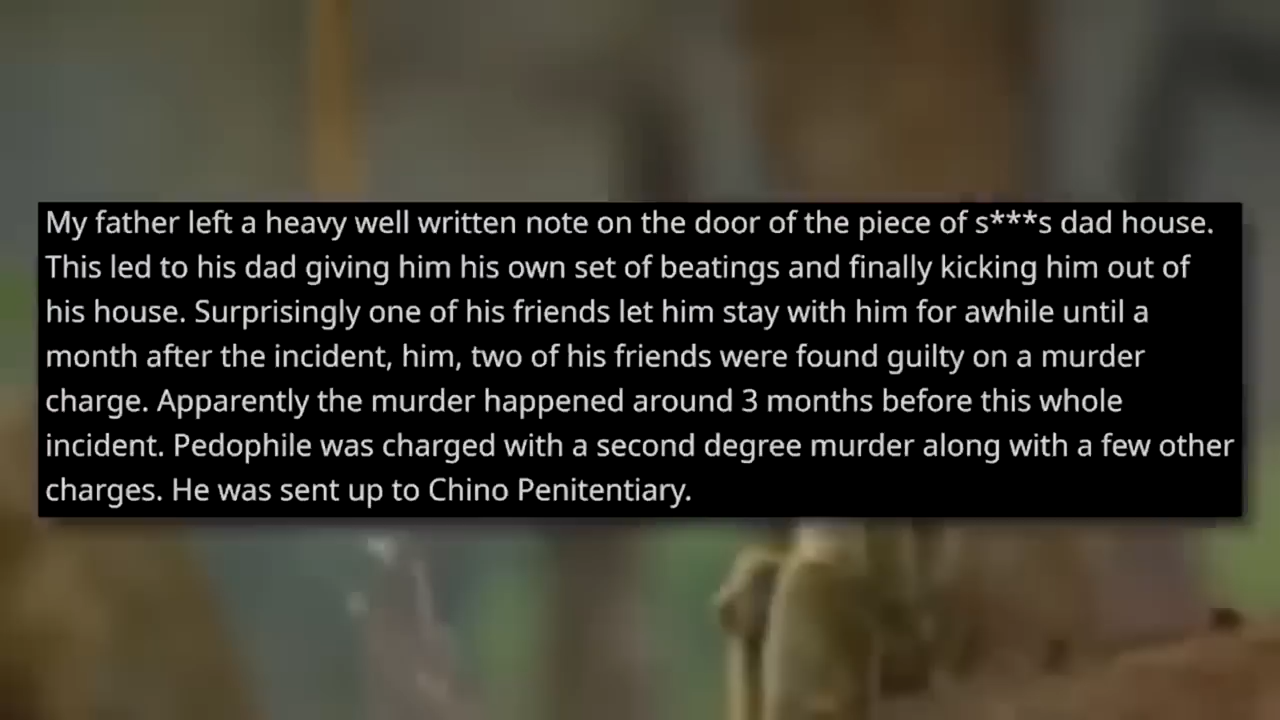 My father left a heavy well written note on the door of the piece of s***s dad house.
This led to his dad giving him his own set of beatings and finally kicking him out of
his house. Surprisingly one of his friends let him stay with him for awhile until a
month after the incident, him, two of his friends were found guilty on a murder
charge. Apparently the murder happened around 3 months before this whole
incident. Pedophile was charged with a second degree murder along with a few other
charges. He was sent up to Chino Penitentiary.